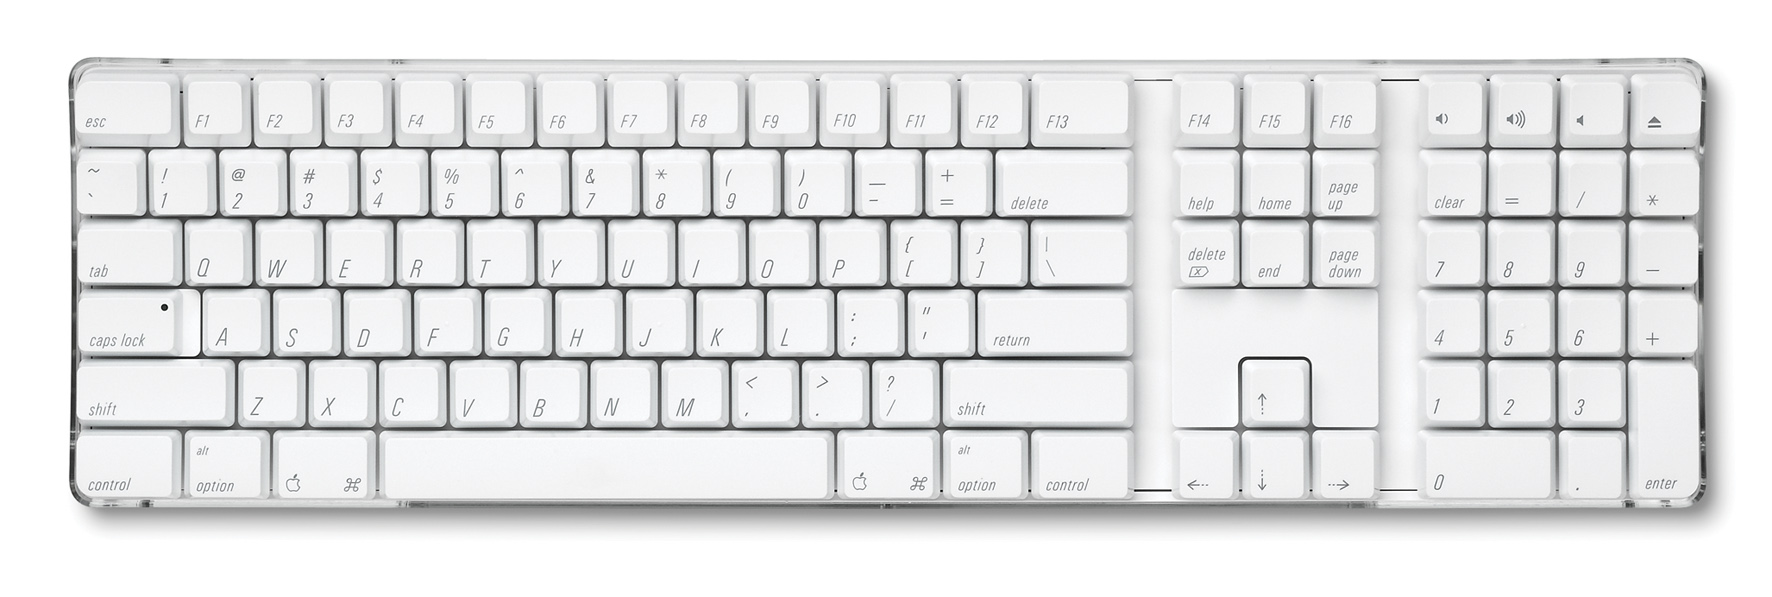 esc F1 F2 F3 F4 F5 F6 F7 F8 F9 F10 F11 F12 F13 F14 F15 F16
~ ! @ # $ % ^ & * ( ) — +
` 1 2 3 4 5 6 7 8 9 0 - = delete help home page up clear = / *
tab Q W E R T Y U I O P { [ } ] | \ delete end page down 7 8 9 −
caps lock A S D F G H J K L : ; " ' return 4 5 6 +
shift Z X C V B N M < , > . ? / shift ↑ 1 2 3
control alt option ⌘ ⌘ alt option control ← ↓ → 0 . enter